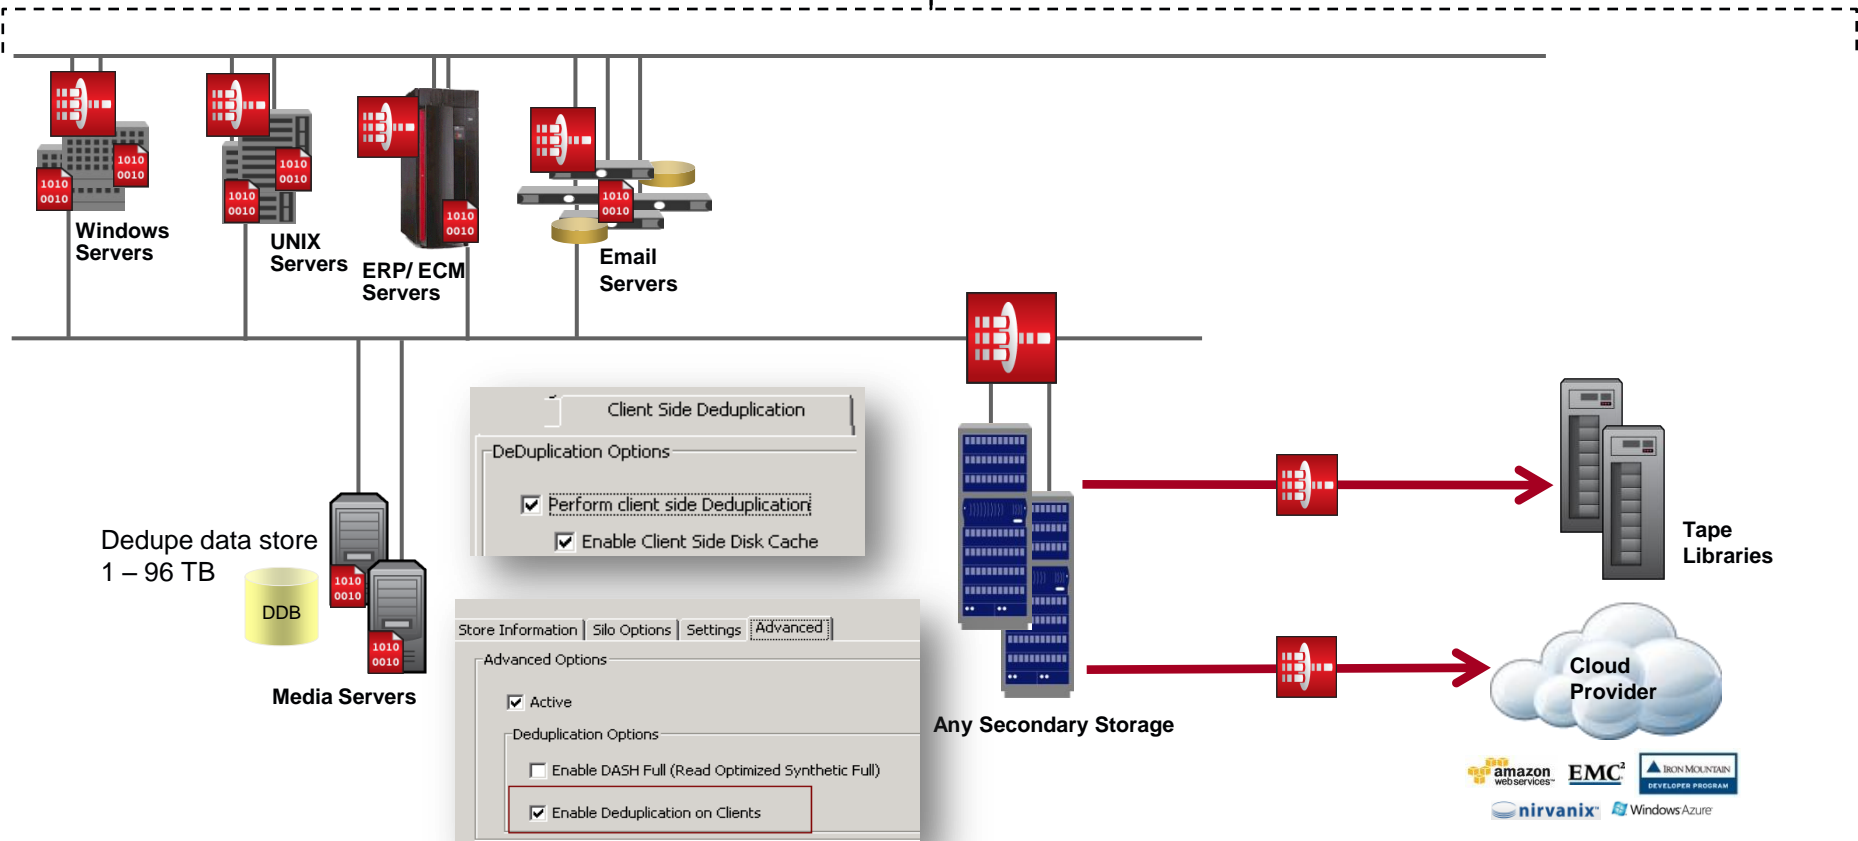 1010
0010
1010
0010
Windows
Servers
1010
0010
1010
0010
UNIX
Servers
1010
0010
ERP/ ECM
Servers
1010
0010
Email
Servers
Client Side Deduplication
DeDuplication Options
Perform client side Deduplication
Enable Client Side Disk Cache
Dedupe data store
1 – 96 TB
DDB
1010
0010
1010
0010
Media Servers
Store Information
Silo Options
Settings
Advanced
Advanced Options
Active
Deduplication Options
Enable DASH Full (Read Optimized Synthetic Full)
Enable Deduplication on Clients
Any Secondary Storage
Tape
Libraries
Cloud
Provider
amazon
webservices™
EMC²
IRON MOUNTAIN
DEVELOPER PROGRAM
nirvanix™
Windows Azure™